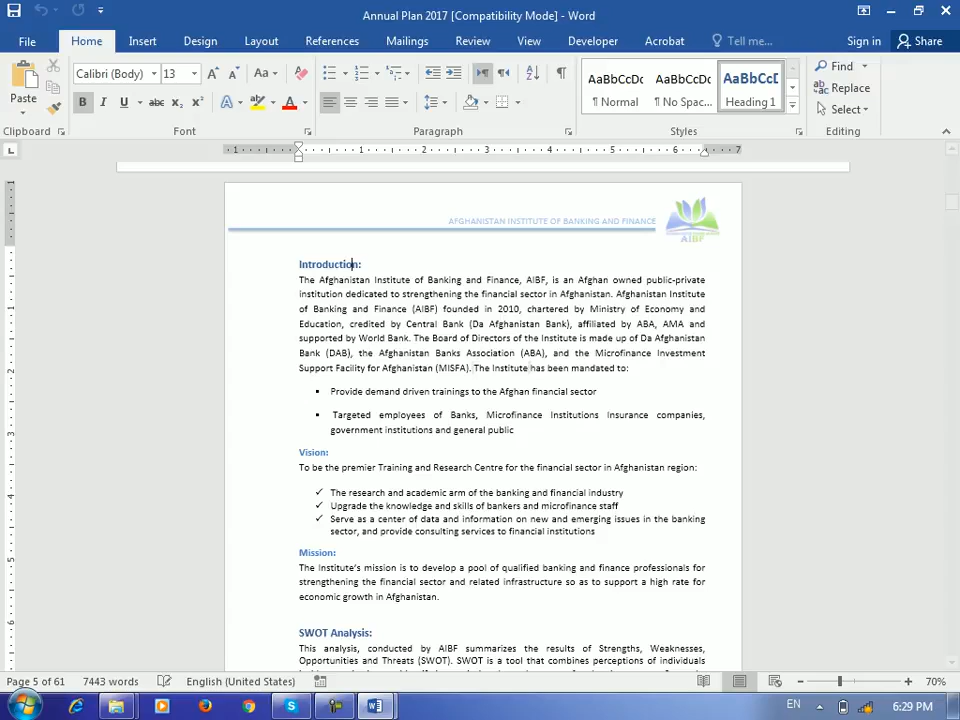 Annual Plan 2017 [Compatibility Mode] - Word
File Home Insert Design Layout References Mailings Review View Developer Acrobat Tell me... Sign in Share
Calibri (Body) 13
AaBbCcDc AaBbCcDc AaBbCcD
¶ Normal ¶ No Spac... Heading 1
Find
Replace
Select
Paste
Clipboard Font Paragraph Styles Editing
1 1 2 3 4 5 6 7
AFGHANISTAN INSTITUTE OF BANKING AND FINANCE
AIBF
Introduction:
The Afghanistan Institute of Banking and Finance, AIBF, is an Afghan owned public-private
institution dedicated to strengthening the financial sector in Afghanistan. Afghanistan Institute
of Banking and Finance (AIBF) founded in 2010, chartered by Ministry of Economy and
Education, credited by Central Bank (Da Afghanistan Bank), affiliated by ABA, AMA and
supported by World Bank. The Board of Directors of the Institute is made up of Da Afghanistan
Bank (DAB), the Afghanistan Banks Association (ABA), and the Microfinance Investment
Support Facility for Afghanistan (MISFA). The Institute has been mandated to:
▪ Provide demand driven trainings to the Afghan financial sector
▪ Targeted employees of Banks, Microfinance Institutions Insurance companies,
government institutions and general public
Vision:
To be the premier Training and Research Centre for the financial sector in Afghanistan region:
✓ The research and academic arm of the banking and financial industry
✓ Upgrade the knowledge and skills of bankers and microfinance staff
✓ Serve as a center of data and information on new and emerging issues in the banking
sector, and provide consulting services to financial institutions
Mission:
The Institute's mission is to develop a pool of qualified banking and finance professionals for
strengthening the financial sector and related infrastructure so as to support a high rate for
economic growth in Afghanistan.
SWOT Analysis:
This analysis, conducted by AIBF summarizes the results of Strengths, Weaknesses,
Opportunities and Threats (SWOT). SWOT is a tool that combines perceptions of individuals
Page 5 of 61 7443 words English (United States) 70%
EN 6:29 PM